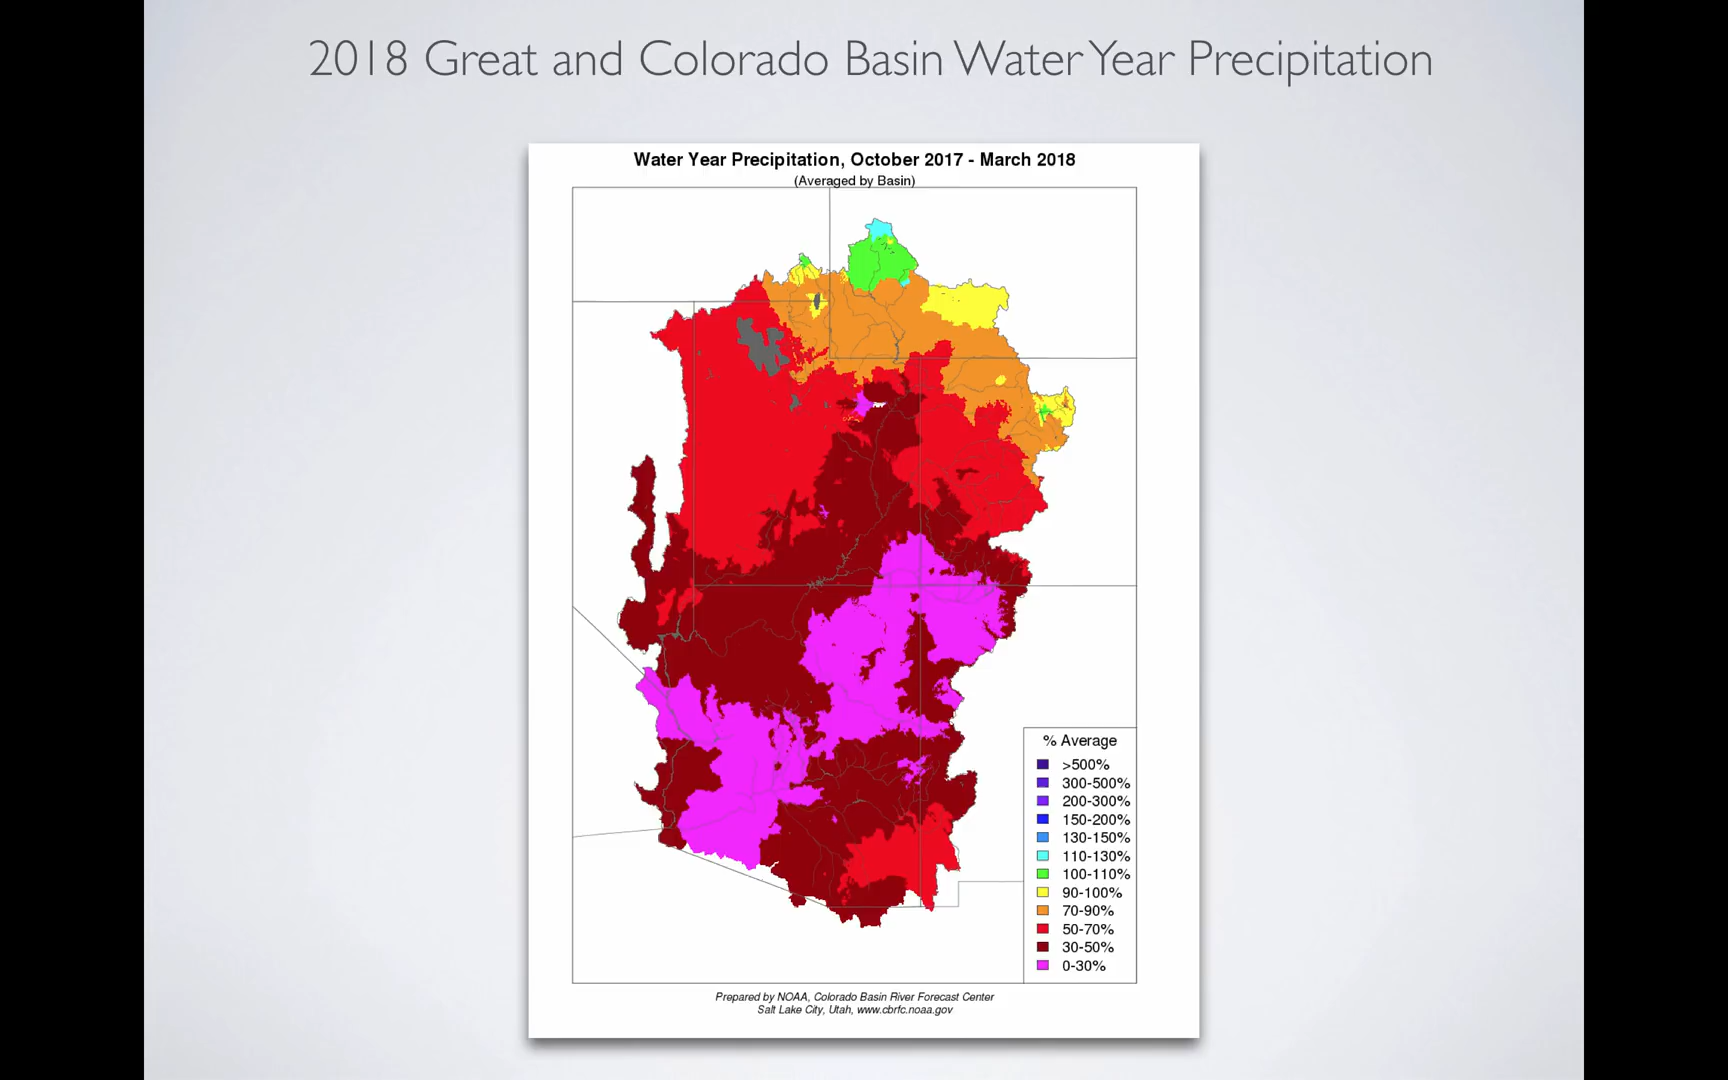 2018 Great and Colorado Basin Water Year Precipitation
Water Year Precipitation, October 2017 - March 2018
(Averaged by Basin)
% Average
>500%
300-500%
200-300%
150-200%
130-150%
110-130%
100-110%
90-100%
70-90%
50-70%
30-50%
0-30%
Prepared by NOAA, Colorado Basin River Forecast Center
Salt Lake City, Utah, www.cbrfc.noaa.gov